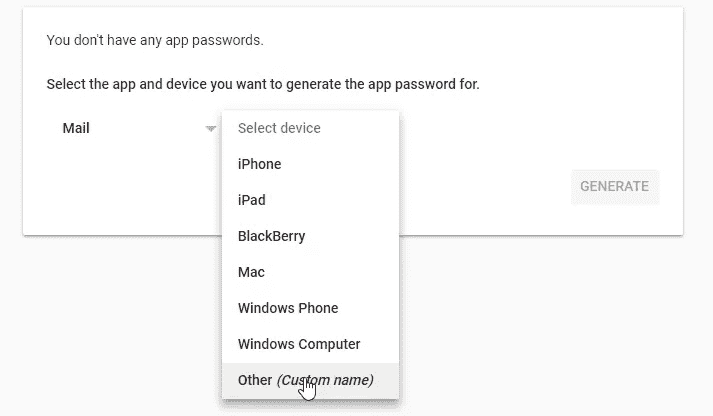 You don't have any app passwords.
Select the app and device you want to generate the app password for.
Mail
Select device
iPhone
iPad
BlackBerry
Mac
Windows Phone
Windows Computer
Other (Custom name)
GENERATE